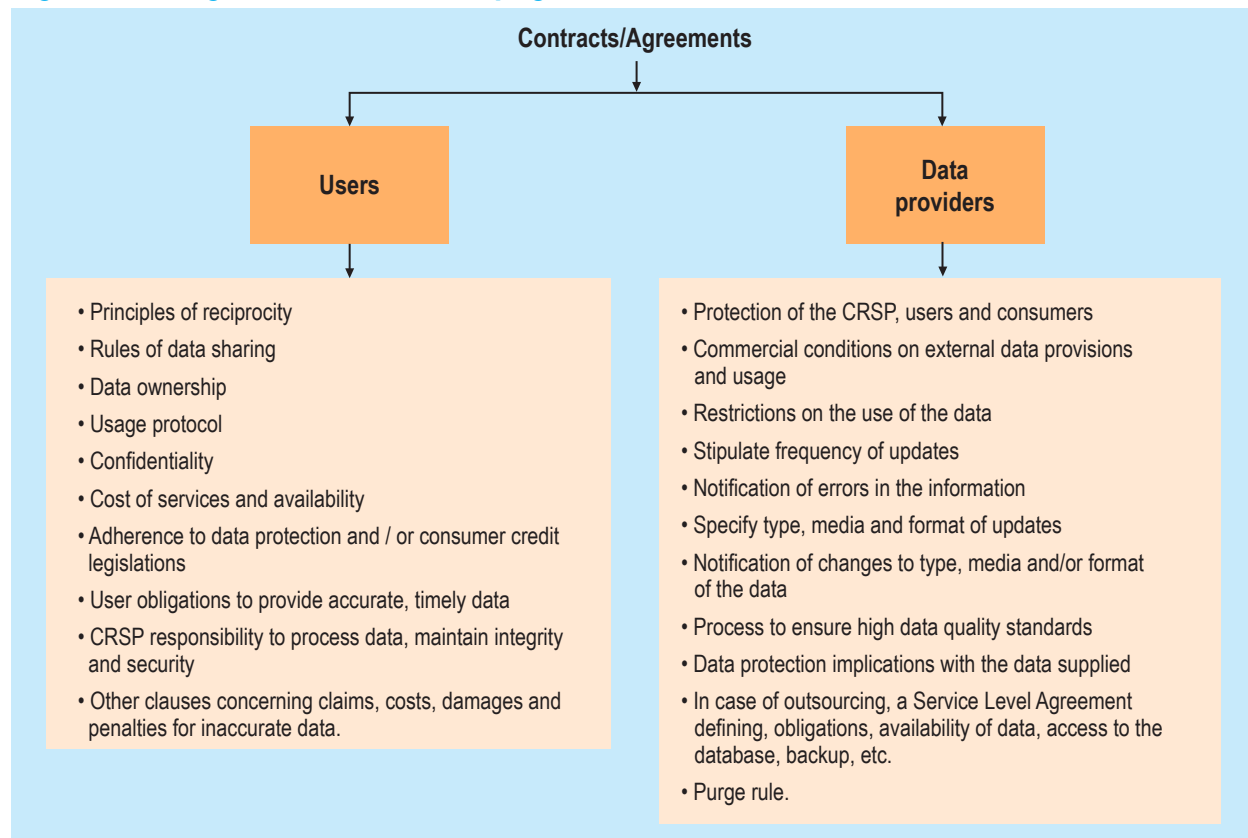 Contracts/Agreements
Users
Data
providers
• Principles of reciprocity
• Rules of data sharing
• Data ownership
• Usage protocol
• Confidentiality
• Cost of services and availability
• Adherence to data protection and / or consumer credit
legislations
• User obligations to provide accurate, timely data
• CRSP responsibility to process data, maintain integrity
and security
• Other clauses concerning claims, costs, damages and
penalties for inaccurate data.
• Protection of the CRSP, users and consumers
• Commercial conditions on external data provisions
and usage
• Restrictions on the use of the data
• Stipulate frequency of updates
• Notification of errors in the information
• Specify type, media and format of updates
• Notification of changes to type, media and/or format
of the data
• Process to ensure high data quality standards
• Data protection implications with the data supplied
• In case of outsourcing, a Service Level Agreement
defining, obligations, availability of data, access to the
database, backup, etc.
• Purge rule.